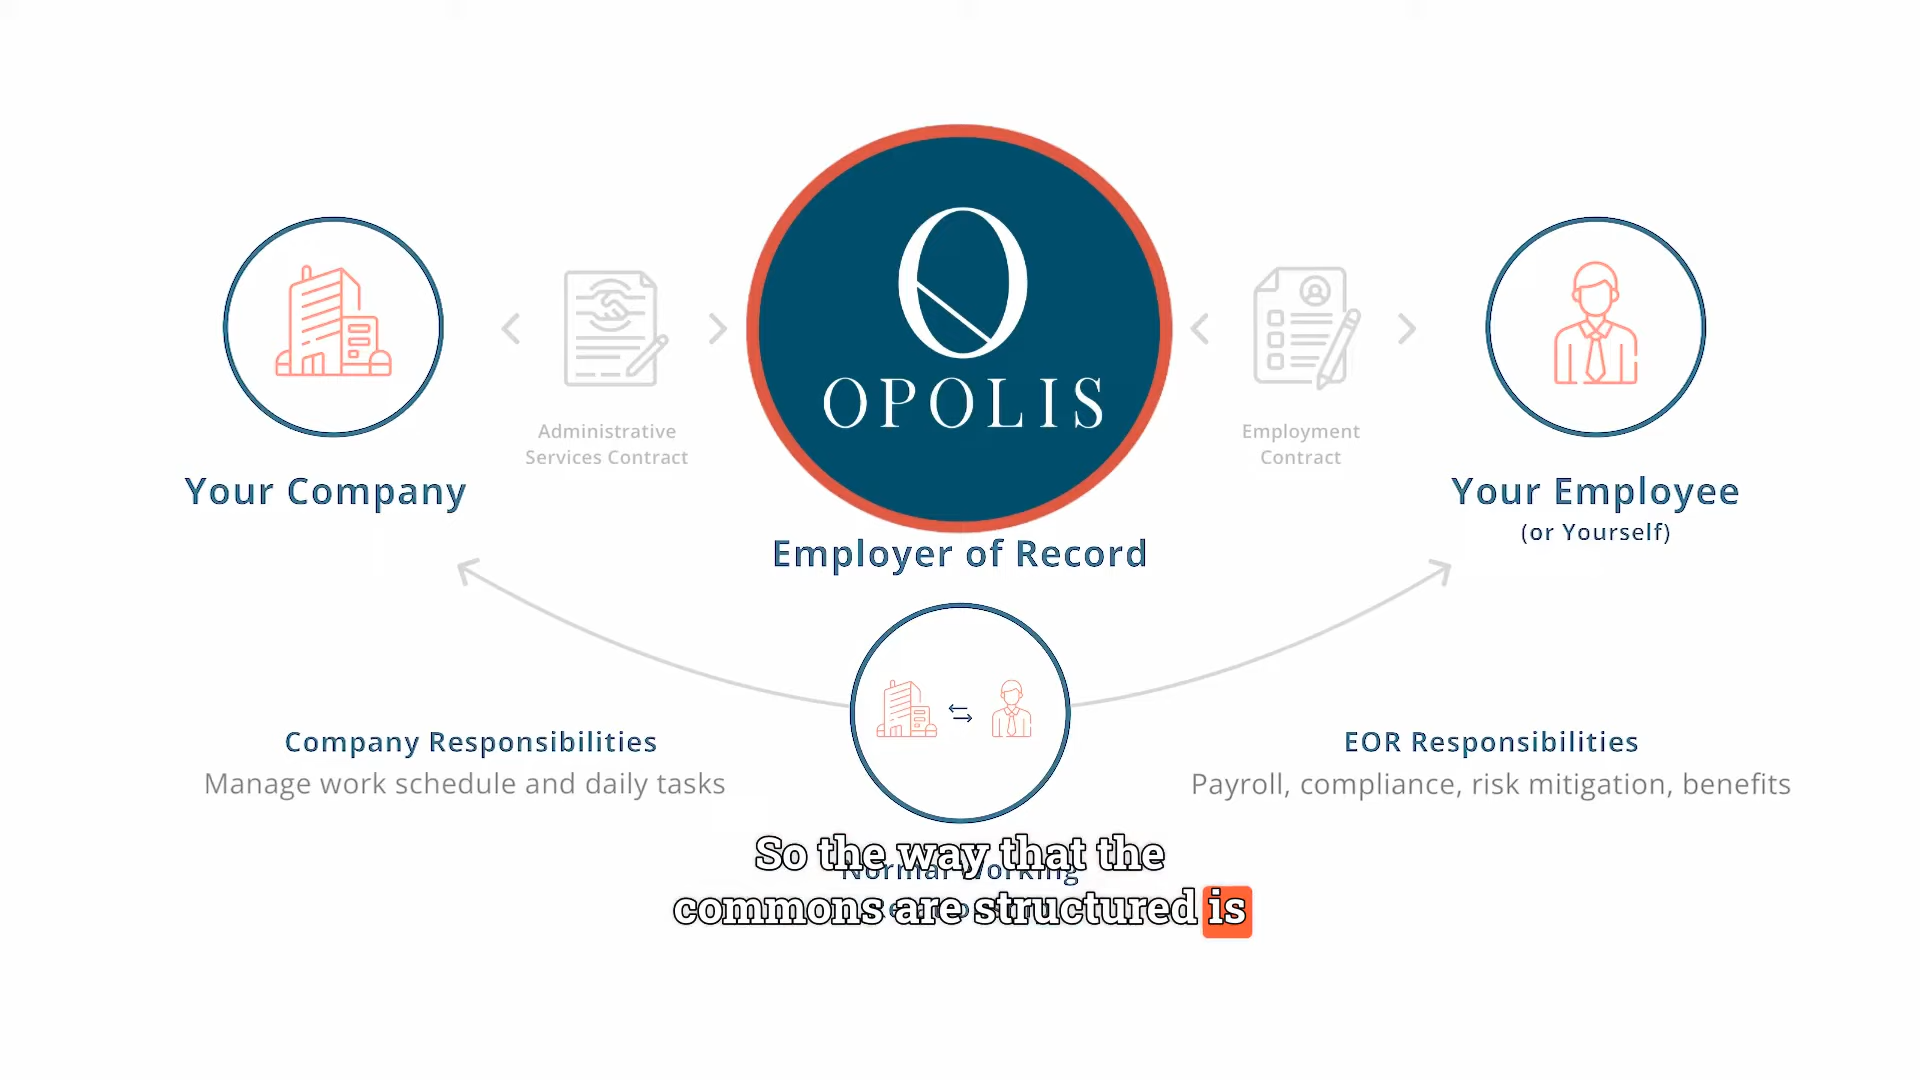 OPOLIS
Administrative
Services Contract
Employment
Contract
Your Company
Your Employee
(or Yourself)
Employer of Record
Company Responsibilities
Manage work schedule and daily tasks
EOR Responsibilities
Payroll, compliance, risk mitigation, benefits
Normal Working
So the way that the
commons are structured is